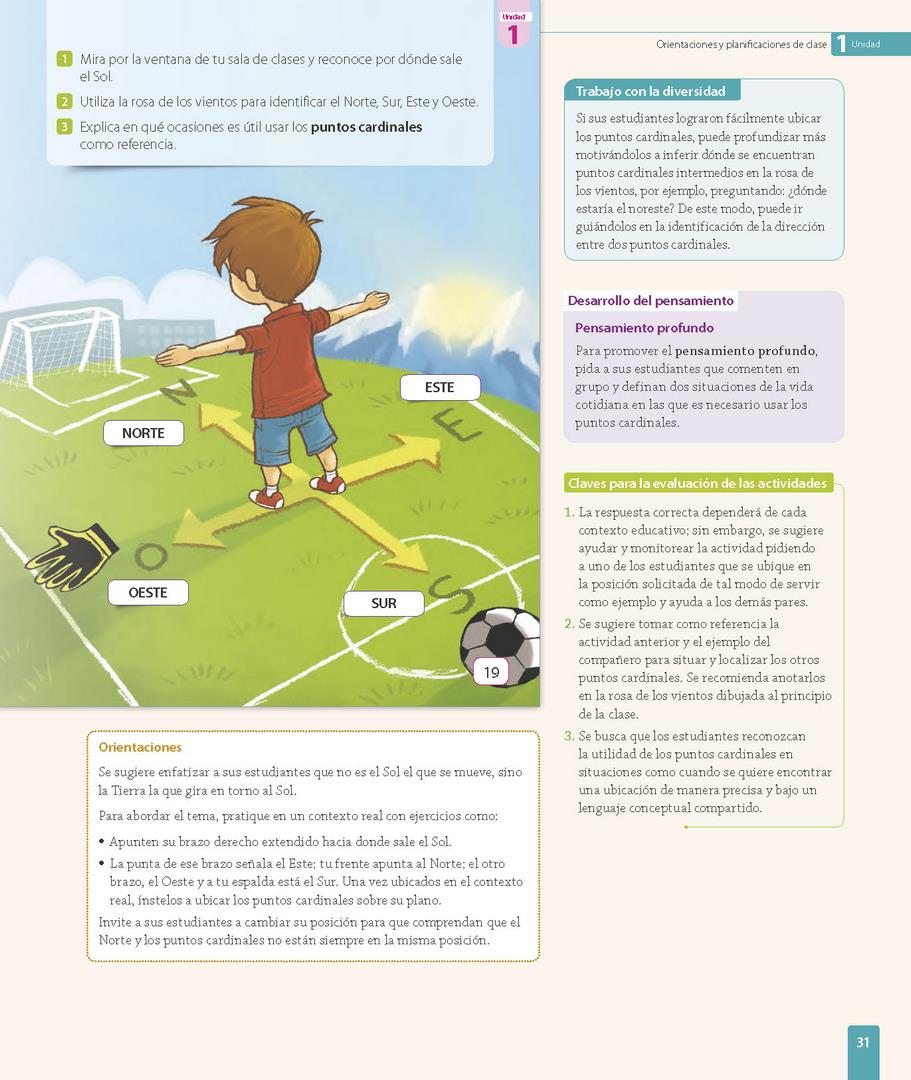 Unidad
1
1 Mira por la ventana de tu sala de clases y reconoce por dónde sale
el Sol.
2 Utiliza la rosa de los vientos para identificar el Norte, Sur, Este y Oeste.
3 Explica en qué ocasiones es útil usar los puntos cardinales
como referencia.
N
NORTE
ESTE
E
O
OESTE
SUR
S
19
Orientaciones
Se sugiere enfatizar a sus estudiantes que no es el Sol el que se mueve, sino
la Tierra la que gira en torno al Sol.
Para abordar el tema, pratique en un contexto real con ejercicios como:
• Apunten su brazo derecho extendido hacia donde sale el Sol.
• La punta de ese brazo señala el Este; tu frente apunta al Norte; el otro
brazo, el Oeste y a tu espalda está el Sur. Una vez ubicados en el contexto
real, ínstelos a ubicar los puntos cardinales sobre su plano.
Invite a sus estudiantes a cambiar su posición para que comprendan que el
Norte y los puntos cardinales no están siempre en la misma posición.
Orientaciones y planificaciones de clase 1 Unidad
Trabajo con la diversidad
Si sus estudiantes lograron fácilmente ubicar
los puntos cardinales, puede profundizar más
motivándolos a inferir dónde se encuentran
puntos cardinales intermedios en la rosa de
los vientos, por ejemplo, preguntando: ¿dónde
estaría el noreste? De este modo, puede ir
guiándolos en la identificación de la dirección
entre dos puntos cardinales.
Desarrollo del pensamiento
Pensamiento profundo
Para promover el pensamiento profundo,
pida a sus estudiantes que comenten en
grupo y definan dos situaciones de la vida
cotidiana en las que es necesario usar los
puntos cardinales.
Claves para la evaluación de las actividades
1. La respuesta correcta dependerá de cada
contexto educativo; sin embargo, se sugiere
ayudar y monitorear la actividad pidiendo
a uno de los estudiantes que se ubique en
la posición solicitada de tal modo de servir
como ejemplo y ayuda a los demás pares.
2. Se sugiere tomar como referencia la
actividad anterior y el ejemplo del
compañero para situar y localizar los otros
puntos cardinales. Se recomienda anotarlos
en la rosa de los vientos dibujada al principio
de la clase.
3. Se busca que los estudiantes reconozcan
la utilidad de los puntos cardinales en
situaciones como cuando se quiere encontrar
una ubicación de manera precisa y bajo un
lenguaje conceptual compartido.
31